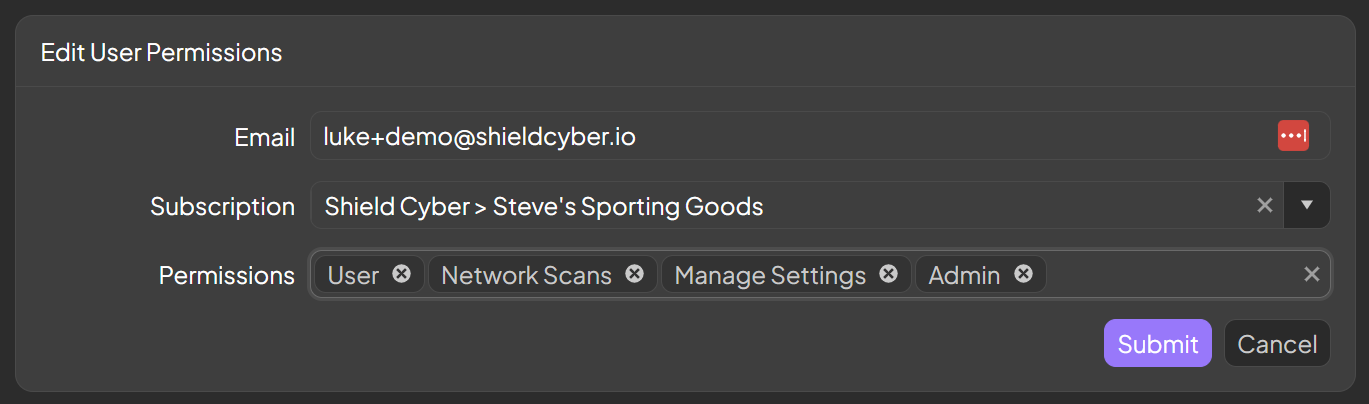 Edit User Permissions
Email luke+demo@shieldcyber.io
Subscription Shield Cyber > Steve's Sporting Goods
Permissions User Network Scans Manage Settings Admin
Submit Cancel